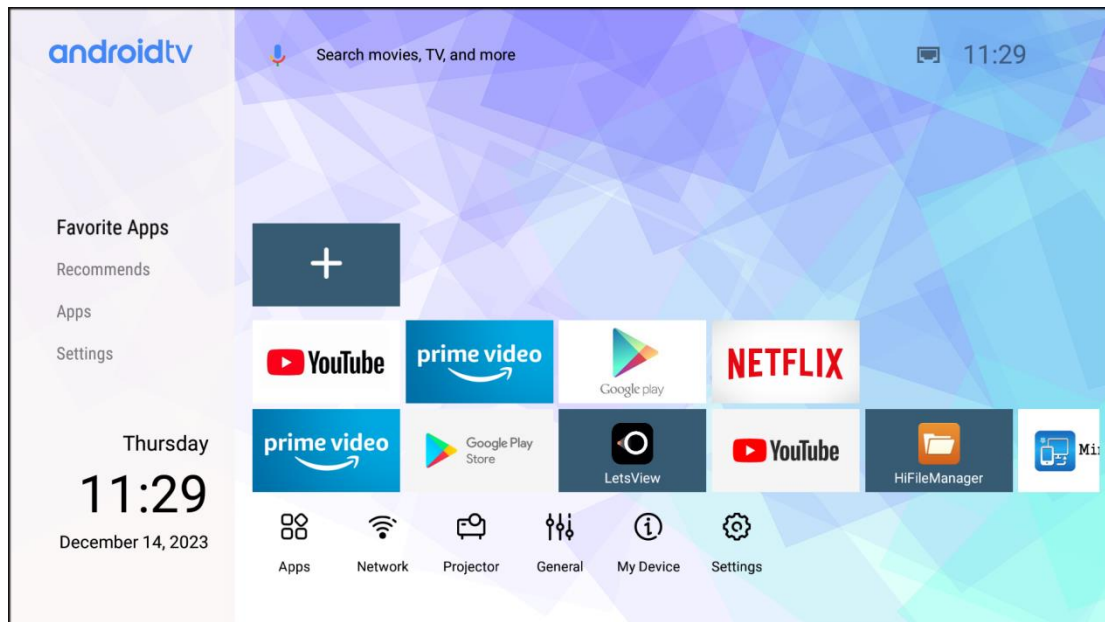 androidtv
Search movies, TV, and more
11:29
Favorite Apps
Recommends
Apps
Settings
Thursday
11:29
December 14, 2023
YouTube
prime video
Google play
NETFLIX
prime video
Google Play
Store
LetsView
YouTube
HiFileManager
Mi
Apps
Network
Projector
General
My Device
Settings